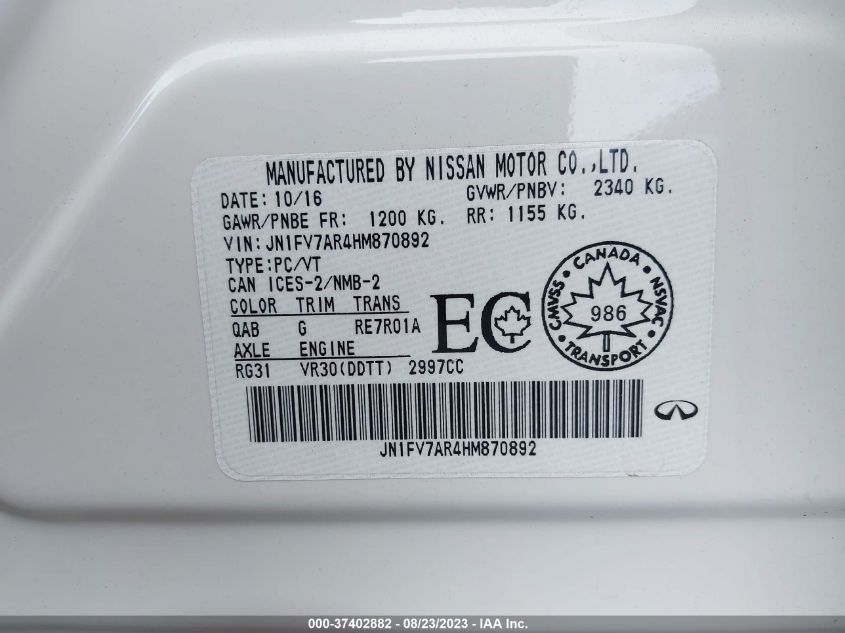 MANUFACTURED BY NISSAN MOTOR CO.,LTD.
DATE: 10/16 GVWR/PNBV: 2340 KG.
GAWR/PNBE FR: 1200 KG. RR: 1155 KG.
VIN: JN1FV7AR4HM870892
TYPE:PC/VT
CAN ICES-2/NMB-2
COLOR TRIM TRANS
QAB G RE7R01A
AXLE ENGINE
RG31 VR30(DDTT) 2997CC
EC
CANADA
CMVSS 986 NSVAC
TRANSPORT
JN1FV7AR4HM870892
000-37402882 - 08/23/2023 - IAA Inc.